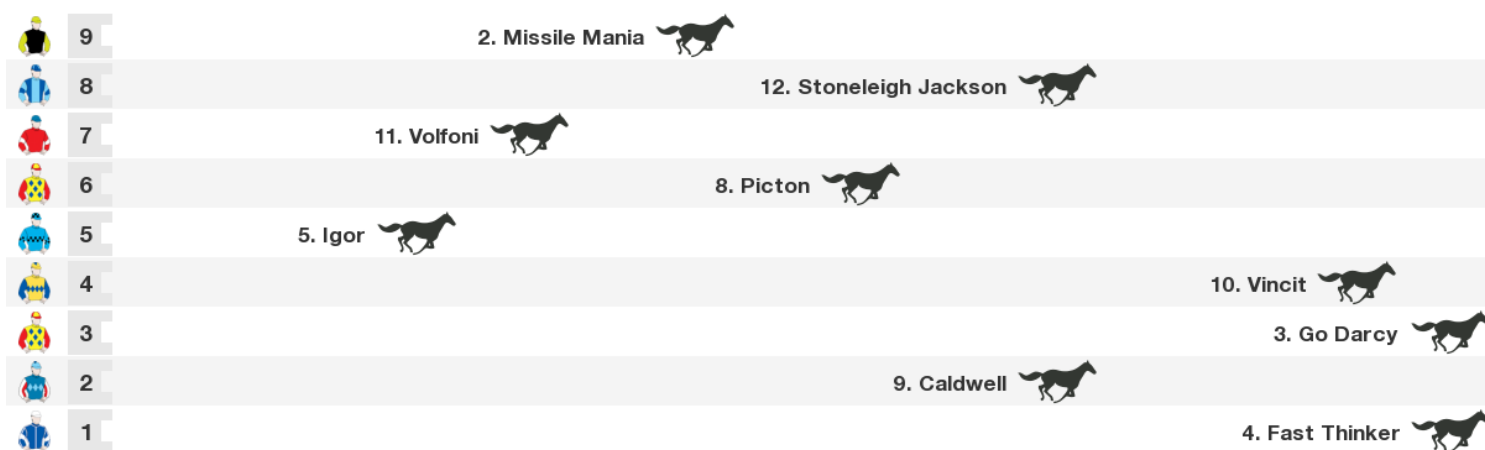 9 2. Missile Mania
8 12. Stoneleigh Jackson
7 11. Volfoni
6 8. Picton
5 5. Igor
4 10. Vincit
3 3. Go Darcy
2 9. Caldwell
1 4. Fast Thinker